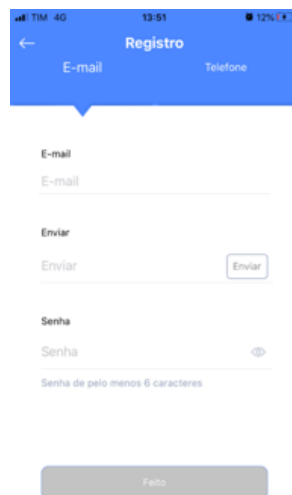 TIM 4G 13:51 12%
Registro
E-mail Telefone
E-mail
E-mail
Enviar
Enviar Enviar
Senha
Senha
Senha de pelo menos 6 caracteres
Feito